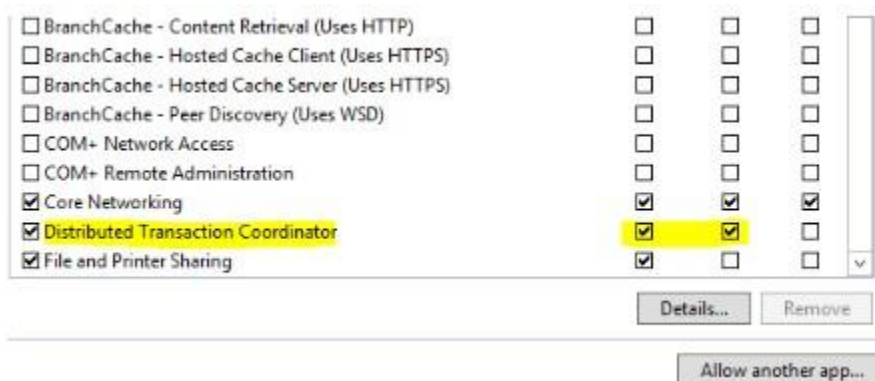 BranchCache - Content Retrieval (Uses HTTP)
BranchCache - Hosted Cache Client (Uses HTTPS)
BranchCache - Hosted Cache Server (Uses HTTPS)
BranchCache - Peer Discovery (Uses WSD)
COM+ Network Access
COM+ Remote Administration
Core Networking
Distributed Transaction Coordinator
File and Printer Sharing
Details... Remove
Allow another app...